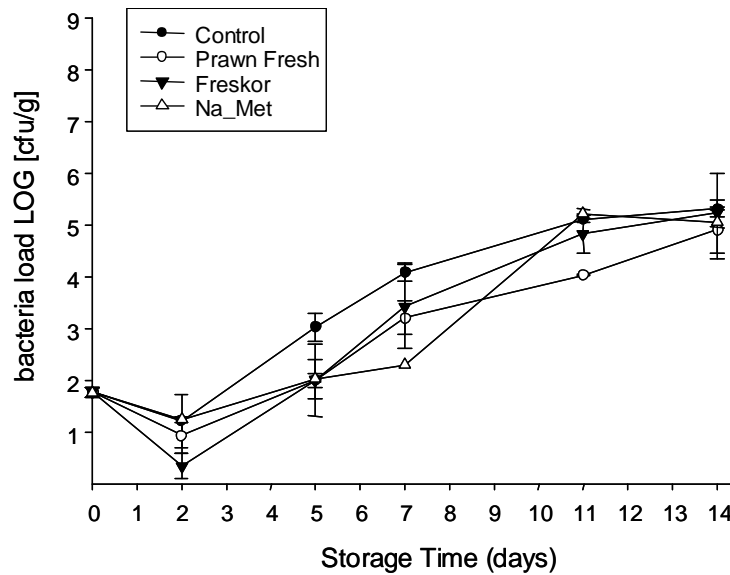 9
8
7
6
5
4
3
2
1
bacteria load LOG [cfu/g]
Control
Prawn Fresh
Freskor
Na_Met
0 1 2 3 4 5 6 7 8 9 10 11 12 13 14
Storage Time (days)